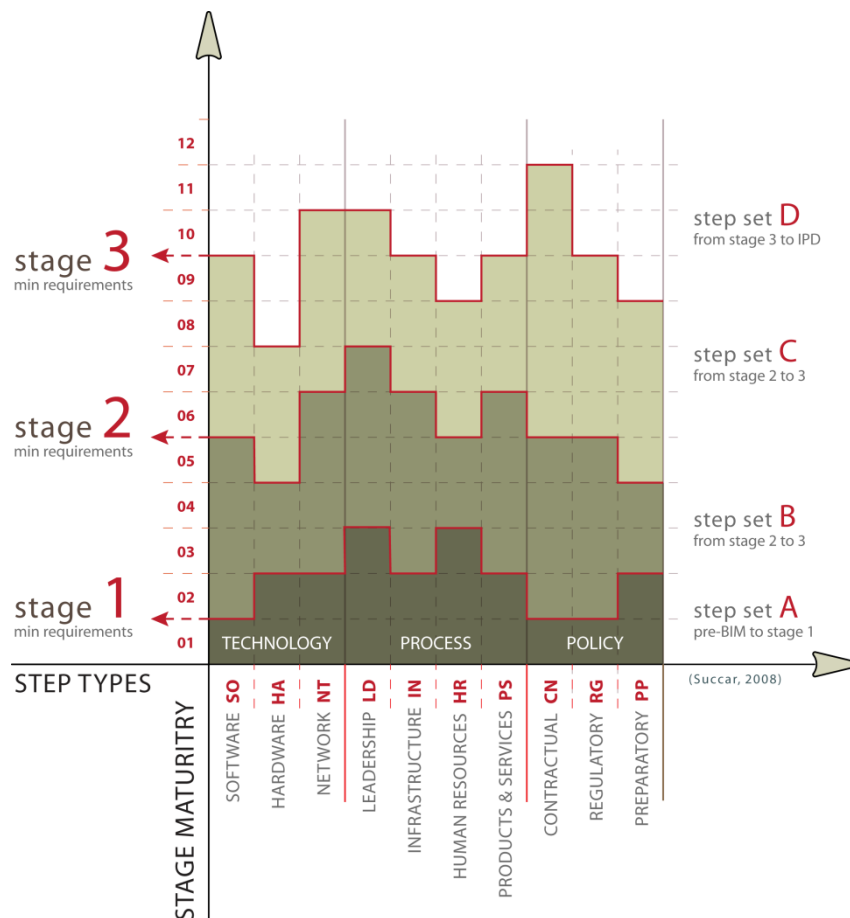 12
11
10
09
08
07
06
05
04
03
02
01
stage 3
min requirements
stage 2
min requirements
stage 1
min requirements
step set D
from stage 3 to IPD
step set C
from stage 2 to 3
step set B
from stage 2 to 3
step set A
pre-BIM to stage 1
TECHNOLOGY
PROCESS
POLICY
STEP TYPES
(Succar, 2008)
STAGE MATURITRY
SOFTWARE SO
HARDWARE HA
NETWORK NT
LEADERSHIP LD
INFRASTRUCTURE IN
HUMAN RESOURCES HR
PRODUCTS & SERVICES PS
CONTRACTUAL CN
REGULATORY RG
PREPARATORY PP